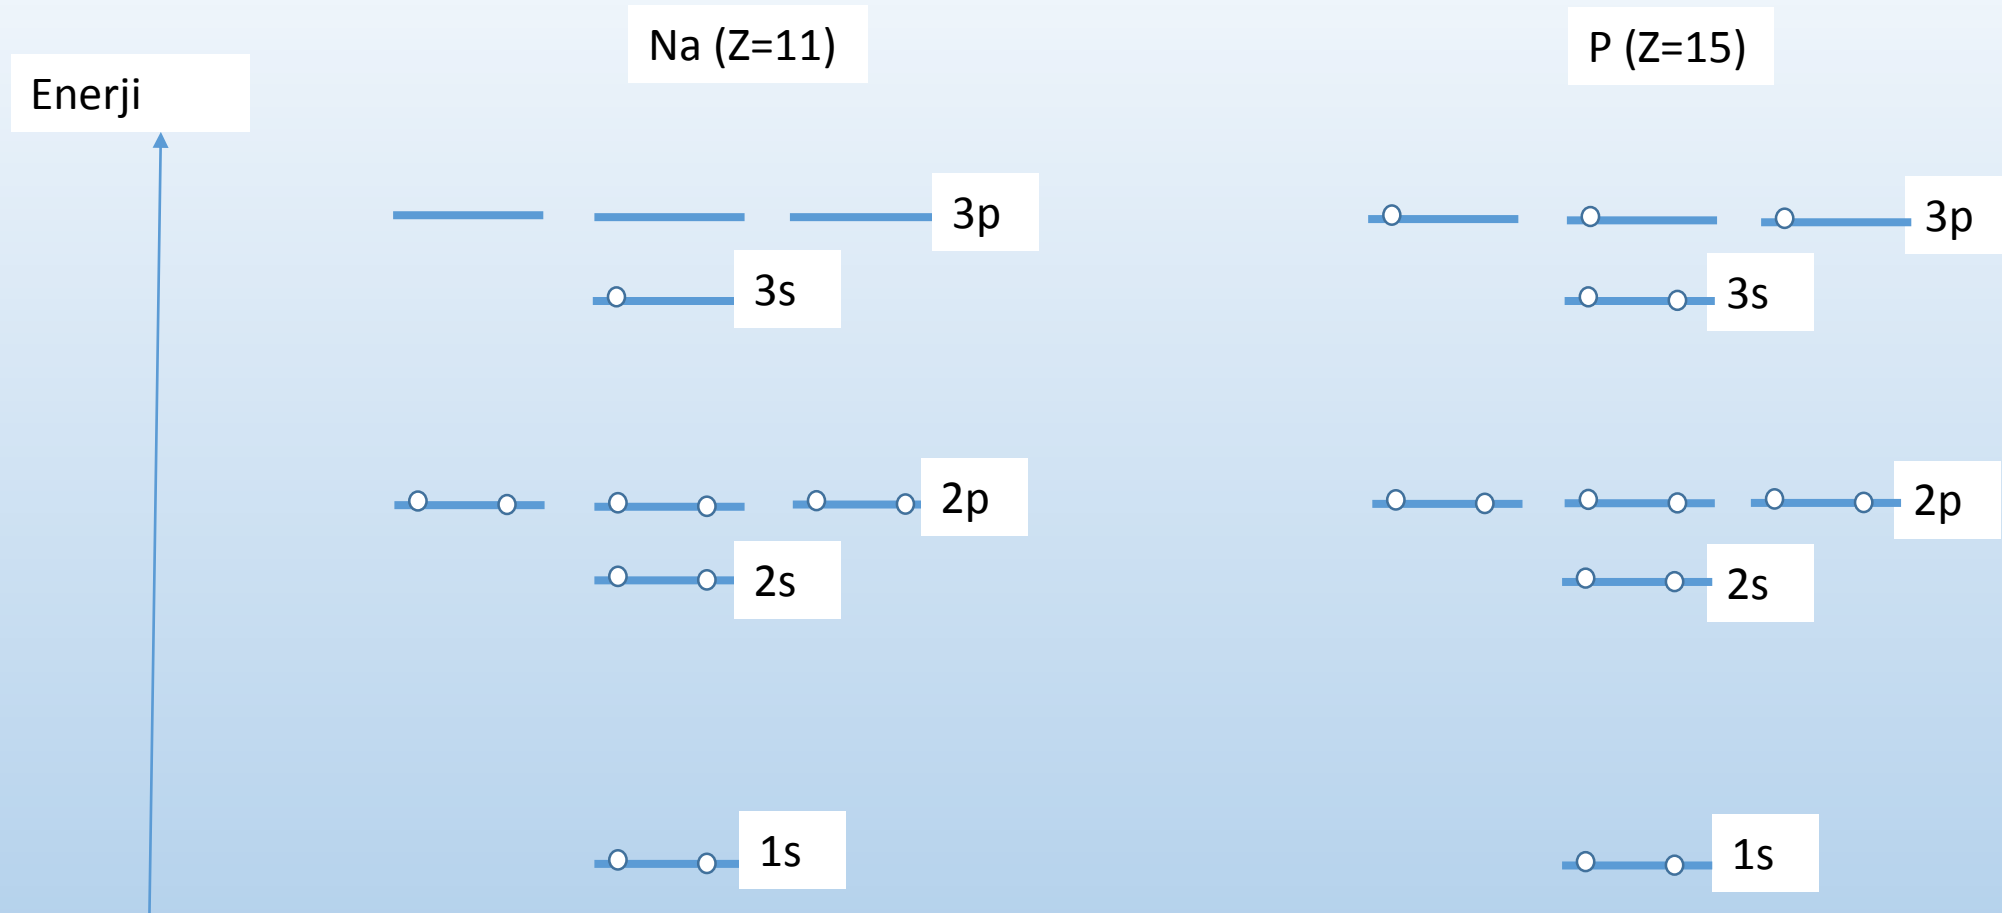 Na (Z=11)
P (Z=15)
Enerji
3p
3p
3s
3s
2p
2p
2s
2s
1s
1s